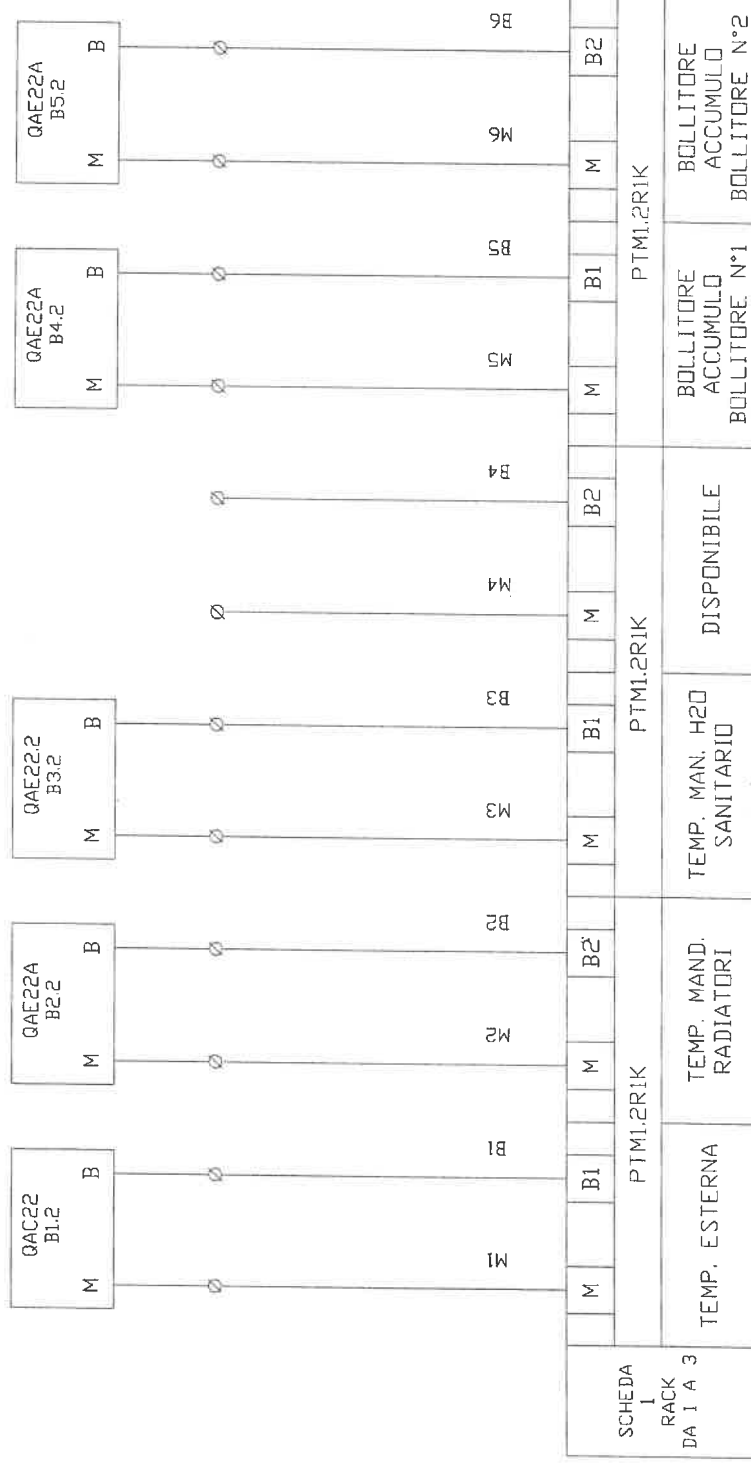 QAC22
B1.2
M B
QAE22A
B2.2
M B
QAE22.2
B3.2
M B
QAE22A
B4.2
M B
QAE22A
B5.2
M B
M1 B1 M2 B2 M3 B3 M4 B4 M5 B5 M6 B6
M B1 M B2 M B1 M B2 M B1 M B2
PTM1.2R1K PTM1.2R1K PTM1.2R1K
SCHEDA
1
RACK
DA 1 A 3
TEMP. ESTERNA
TEMP. MAND.
RADIATORI
TEMP. MAN. H2O
SANITARIO
DISPONIBILE
BOLLITORE
ACCUMULO
BOLLITORE N°1
BOLLITORE
ACCUMULO
BOLLITORE N°2